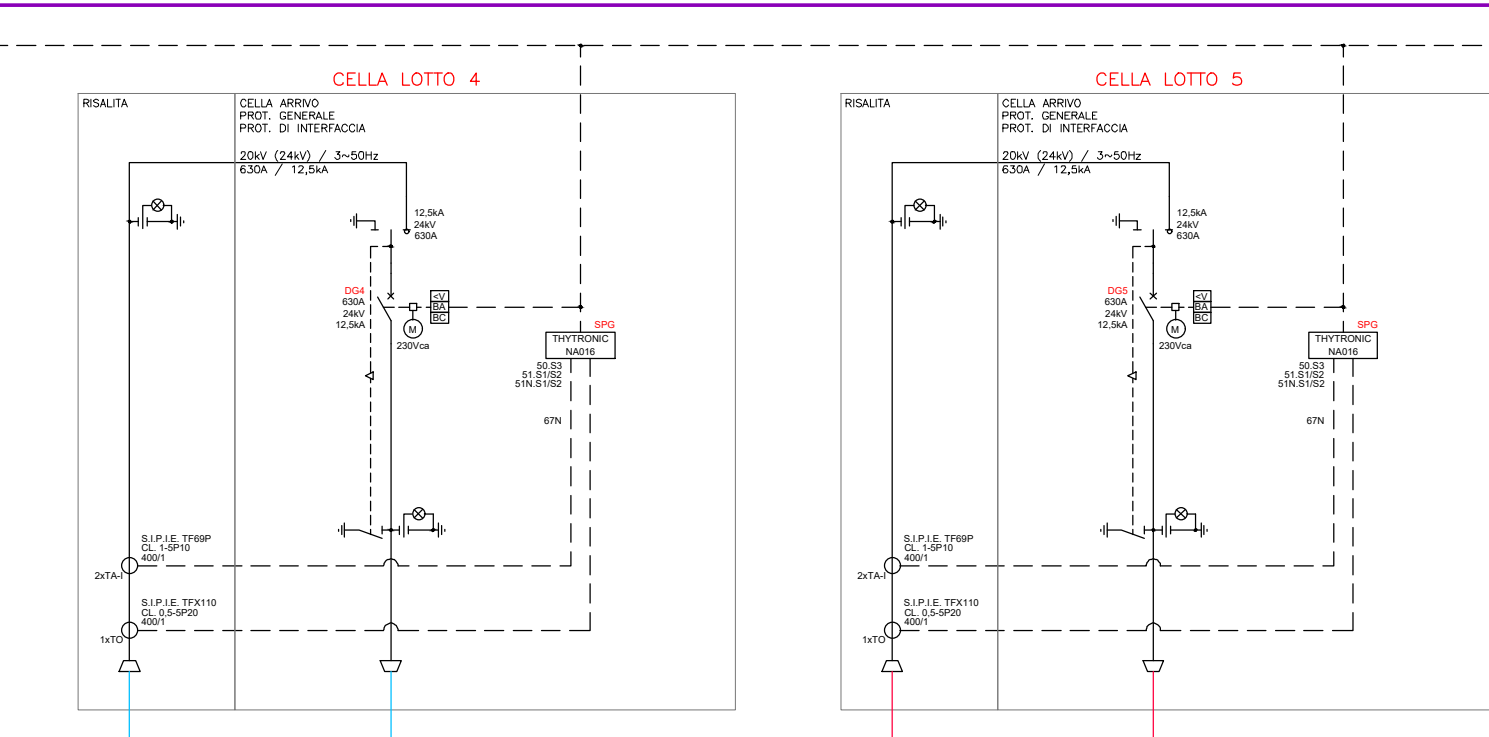 CELLA LOTTO 4
RISALITA
CELLA ARRIVO
PROT. GENERALE
PROT. DI INTERFACCIA
20kV (24kV) / 3~50Hz
630A / 12,5kA
12,5kA
24kV
630A
DG4
630A
24kV
12,5kA
<V
BA
BC
M
230Vca
SPG
THYTRONIC
NA016
50.S3
51.S1/S2
51N.S1/S2
67N
S.I.P.I.E. TF69P
CL. 1-5P10
400/1
2xTA-I
S.I.P.I.E. TFX110
CL. 0,5-5P20
400/1
1xTO
CELLA LOTTO 5
RISALITA
CELLA ARRIVO
PROT. GENERALE
PROT. DI INTERFACCIA
20kV (24kV) / 3~50Hz
630A / 12,5kA
12,5kA
24kV
630A
DG5
630A
24kV
12,5kA
<V
BA
BC
M
230Vca
SPG
THYTRONIC
NA016
50.S3
51.S1/S2
51N.S1/S2
67N
S.I.P.I.E. TF69P
CL. 1-5P10
400/1
2xTA-I
S.I.P.I.E. TFX110
CL. 0,5-5P20
400/1
1xTO